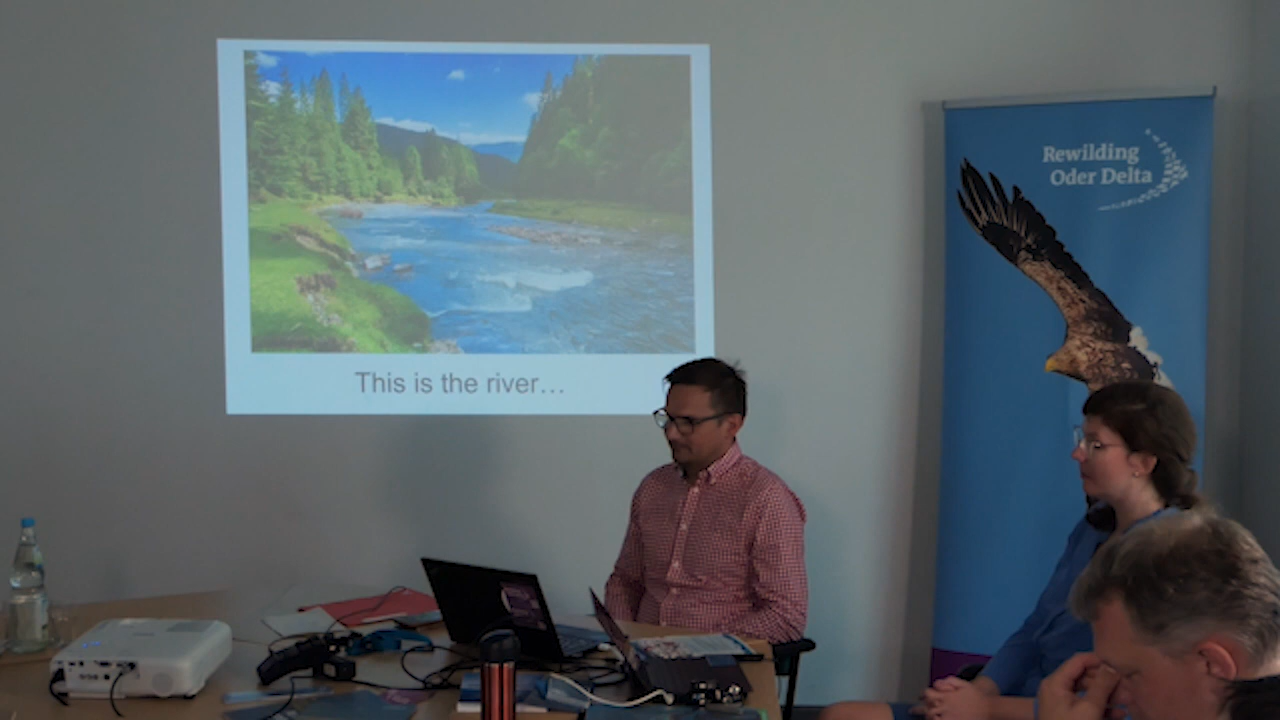 Rewilding
Oder Delta
This is the river...